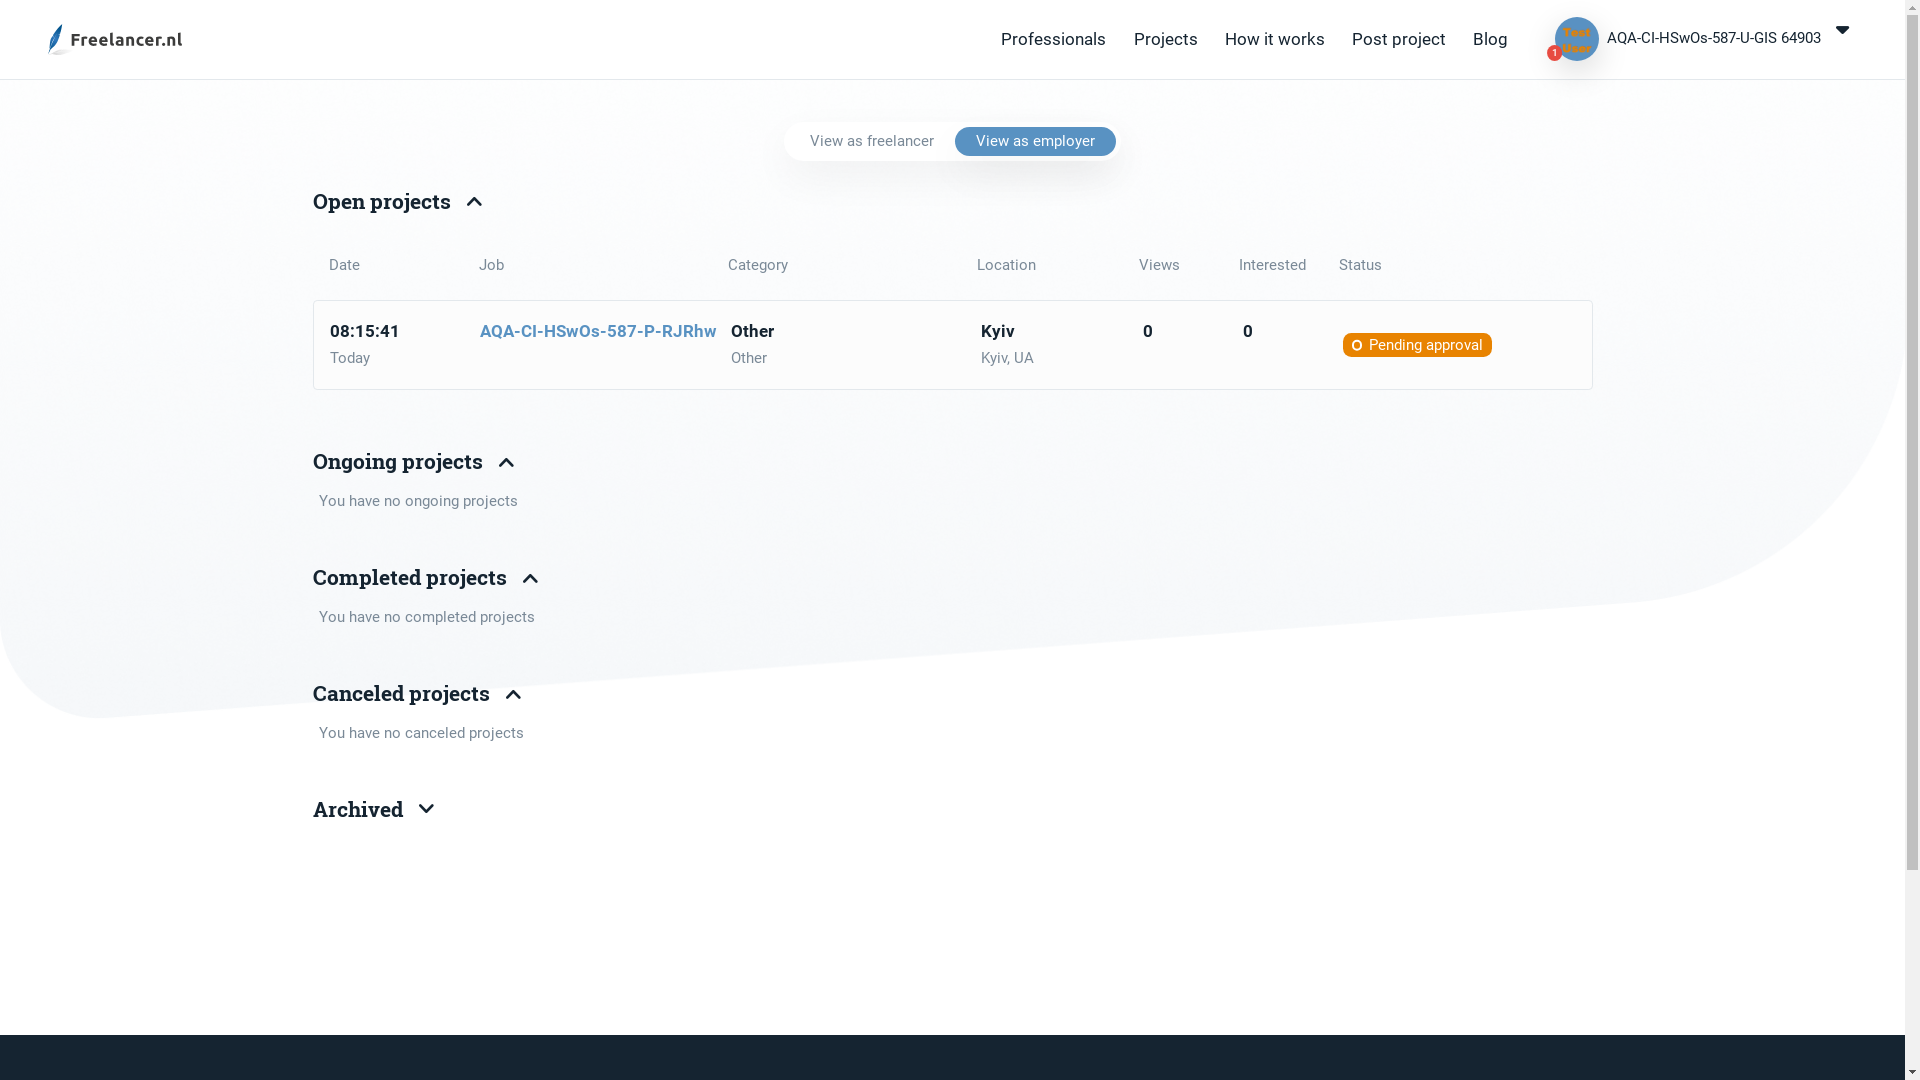 Freelancer.nl
Professionals Projects How it works Post project Blog
Test
User
1
AQA-CI-HSwOs-587-U-GIS 64903
View as freelancer View as employer
Open projects
Date Job Category Location Views Interested Status
08:15:41 AQA-CI-HSwOs-587-P-RJRhw Other Kyiv 0 0
Today Other Kyiv, UA
Pending approval
Ongoing projects
You have no ongoing projects
Completed projects
You have no completed projects
Canceled projects
You have no canceled projects
Archived